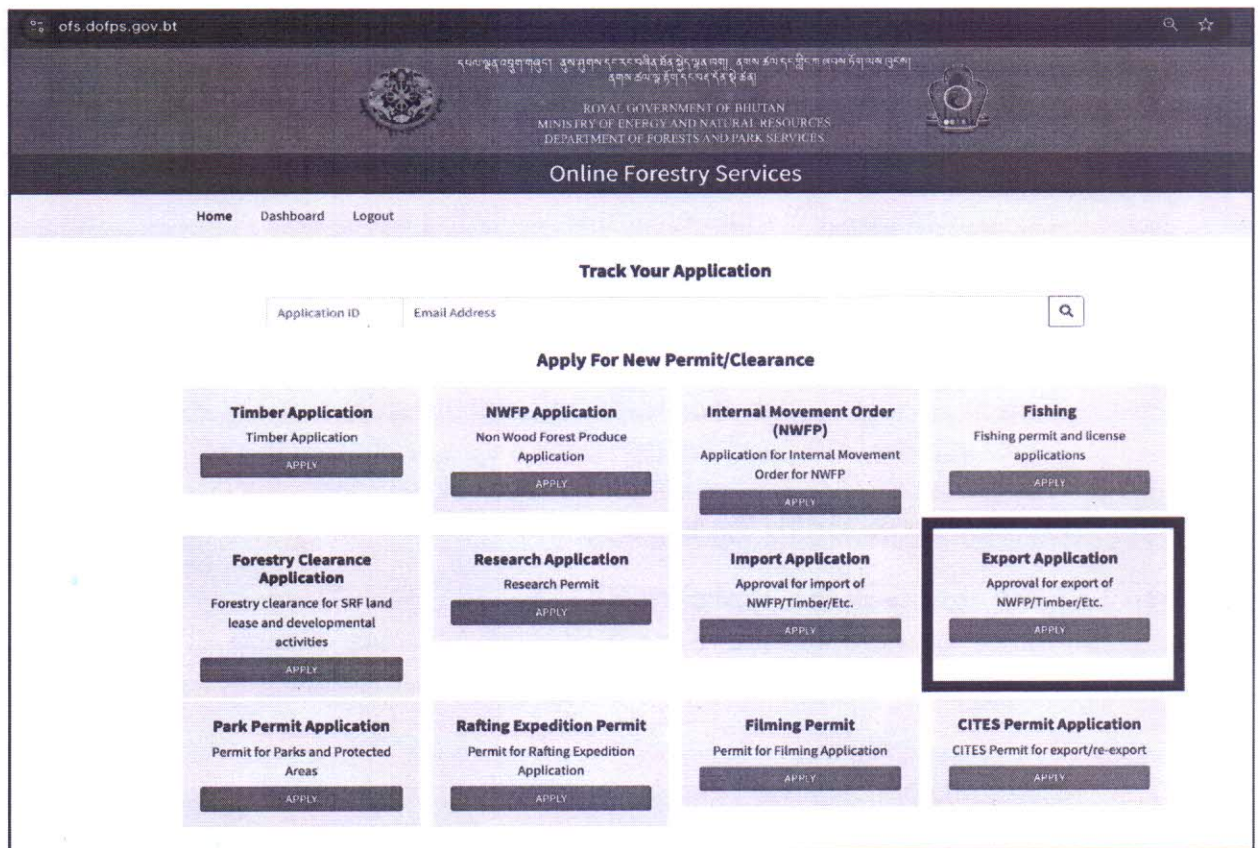 ofs.dofps.gov.bt
ROYAL GOVERNMENT OF BHUTAN
MINISTRY OF ENERGY AND NATURAL RESOURCES
DEPARTMENT OF FORESTS AND PARK SERVICES
Online Forestry Services
Home Dashboard Logout
Track Your Application
Application ID Email Address
Apply For New Permit/Clearance
Timber Application
Timber Application
APPLY
NWFP Application
Non Wood Forest Produce
Application
APPLY
Internal Movement Order
(NWFP)
Application for Internal Movement
Order for NWFP
APPLY
Fishing
Fishing permit and license
applications
APPLY
Forestry Clearance
Application
Forestry clearance for SRF land
lease and developmental
activities
APPLY
Research Application
Research Permit
APPLY
Import Application
Approval for import of
NWFP/Timber/Etc.
APPLY
Export Application
Approval for export of
NWFP/Timber/Etc.
APPLY
Park Permit Application
Permit for Parks and Protected
Areas
APPLY
Rafting Expedition Permit
Permit for Rafting Expedition
Application
APPLY
Filming Permit
Permit for Filming Application
APPLY
CITES Permit Application
CITES Permit for export/re-export
APPLY